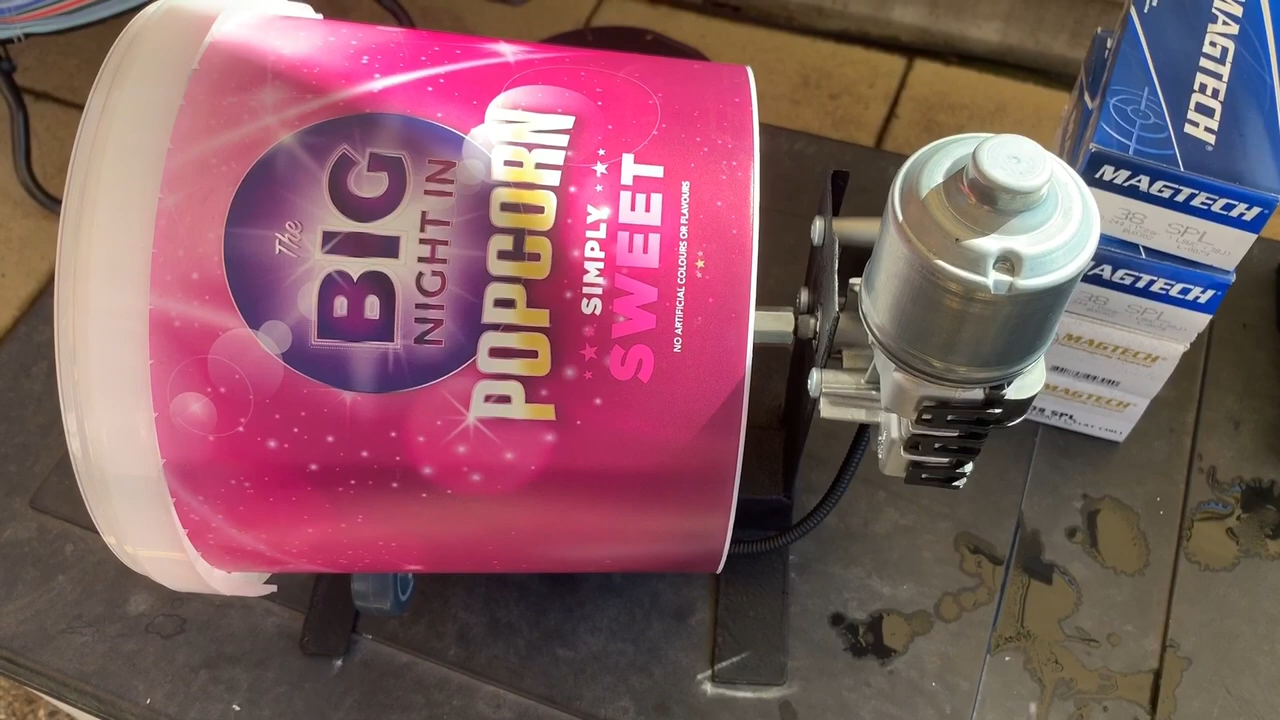 The
BIG
NIGHT IN
POPCORN
SIMPLY
SWEET
NO ARTIFICIAL COLOURS OR FLAVOURS
MAGTECH
MAGTECH
38 SPL
MAGTECH
38 SPL
MAGTECH
MAGTECH
38 SPL